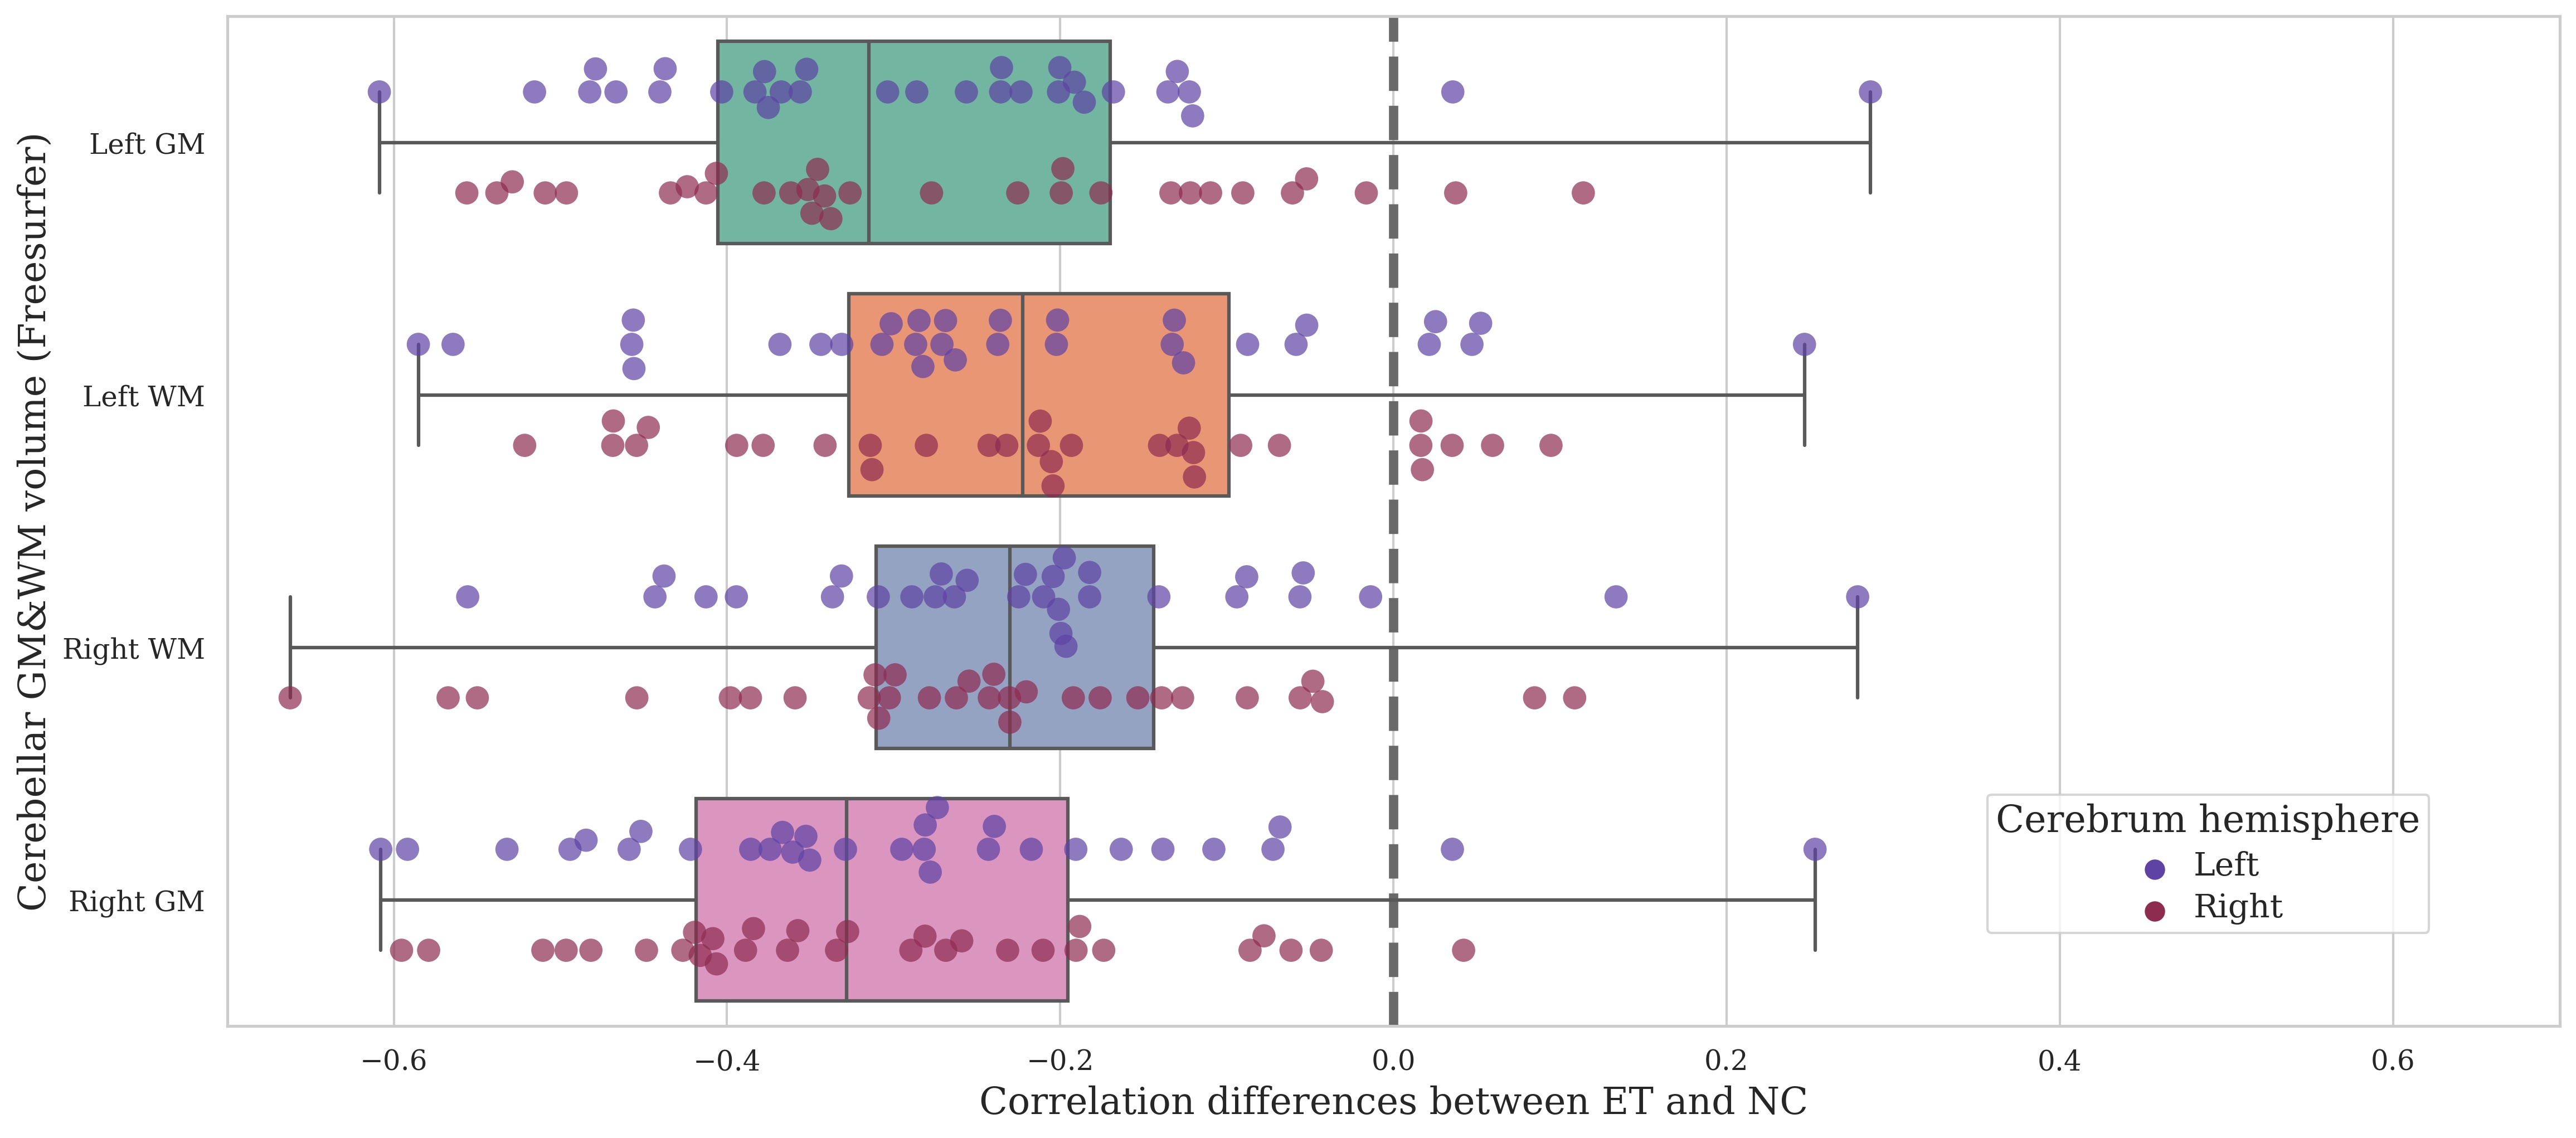 Cerebellar GM&WM volume (Freesurfer)
Left GM
Left WM
Right WM
Right GM
Cerebrum hemisphere
Left
Right
−0.6 −0.4 −0.2 0.0 0.2 0.4 0.6
Correlation differences between ET and NC